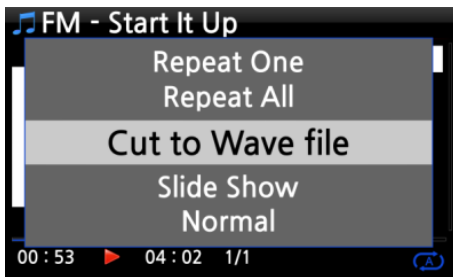 FM - Start It Up
Repeat One
Repeat All
Cut to Wave file
Slide Show
Normal
00 : 53 04 : 02 1/1
A